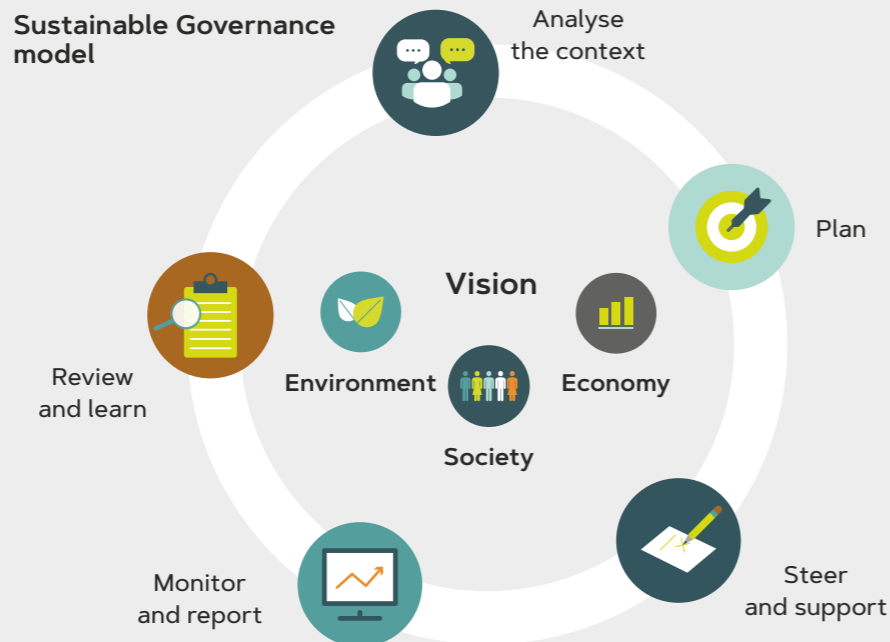 Sustainable Governance
model
Analyse
the context
Plan
Steer
and support
Monitor
and report
Review
and learn
Vision
Environment
Society
Economy